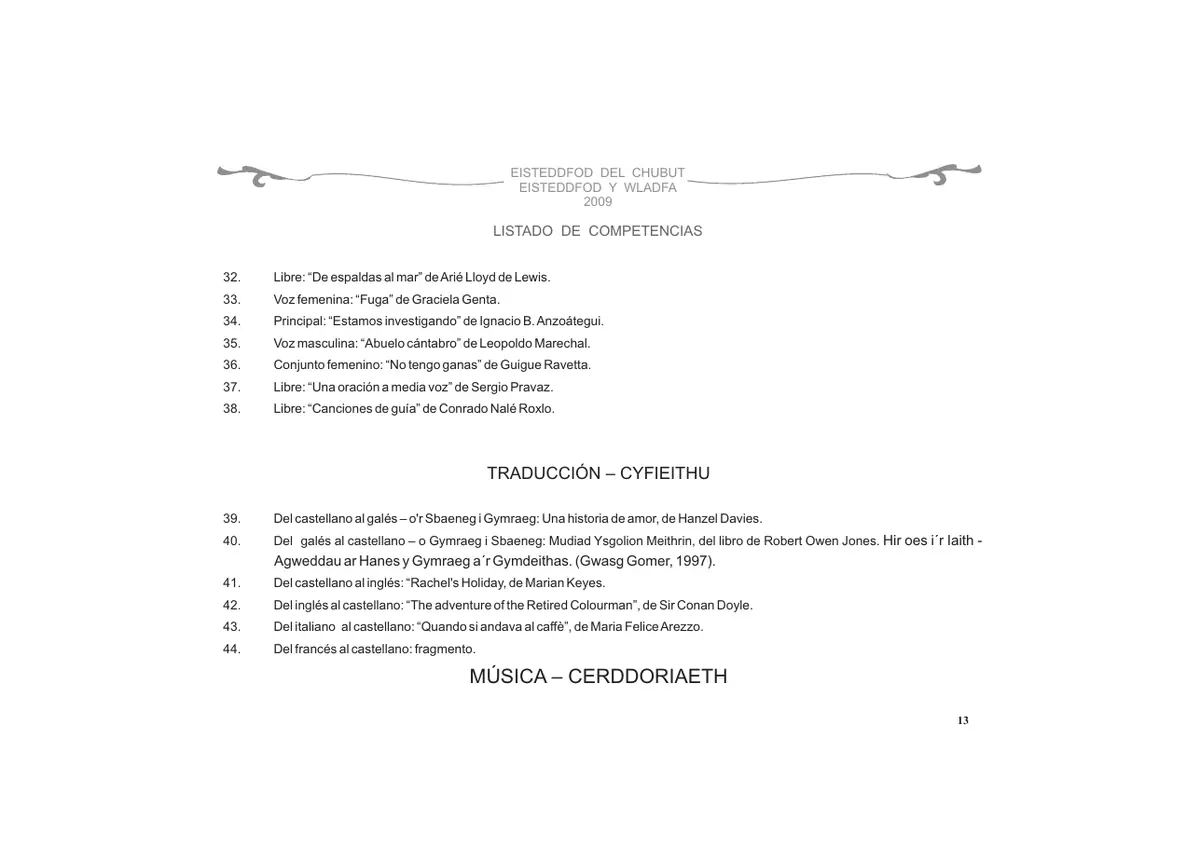 EISTEDDFOD DEL CHUBUT
EISTEDDFOD Y WLADFA
2009
LISTADO DE COMPETENCIAS
32. Libre: “De espaldas al mar” de Arié Lloyd de Lewis.
33. Voz femenina: “Fuga” de Graciela Genta.
34. Principal: “Estamos investigando” de Ignacio B. Anzoátegui.
35. Voz masculina: “Abuelo cántabro” de Leopoldo Marechal.
36. Conjunto femenino: “No tengo ganas” de Guigue Ravetta.
37. Libre: “Una oración a media voz” de Sergio Pravaz.
38. Libre: “Canciones de guía” de Conrado Nalé Roxlo.
TRADUCCIÓN – CYFIEITHU
39. Del castellano al galés – o'r Sbaeneg i Gymraeg: Una historia de amor, de Hanzel Davies.
40. Del galés al castellano – o Gymraeg i Sbaeneg: Mudiad Ysgolion Meithrin, del libro de Robert Owen Jones. Hir oes i´r Iaith -
Agweddau ar Hanes y Gymraeg a´r Gymdeithas. (Gwasg Gomer, 1997).
41. Del castellano al inglés: “Rachel's Holiday, de Marian Keyes.
42. Del inglés al castellano: “The adventure of the Retired Colourman”, de Sir Conan Doyle.
43. Del italiano al castellano: “Quando si andava al caffè”, de Maria Felice Arezzo.
44. Del francés al castellano: fragmento.
MÚSICA – CERDDORIAETH
13